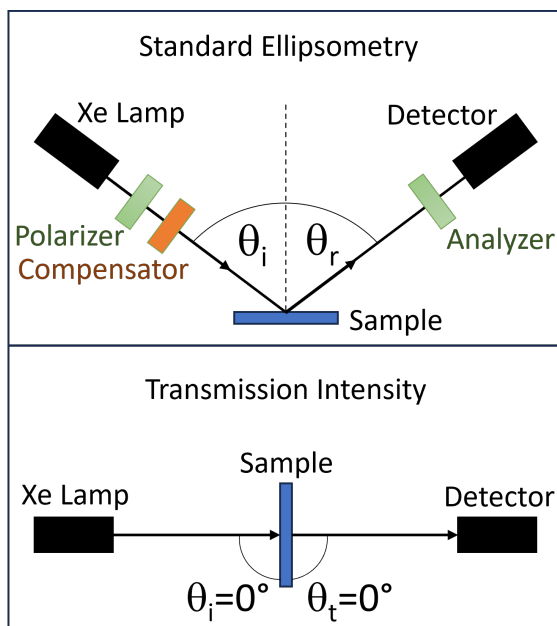 Standard Ellipsometry
Xe Lamp
Detector
Polarizer
Compensator
θi
θr
Analyzer
Sample
Transmission Intensity
Sample
Xe Lamp
Detector
θi=0°
θt=0°